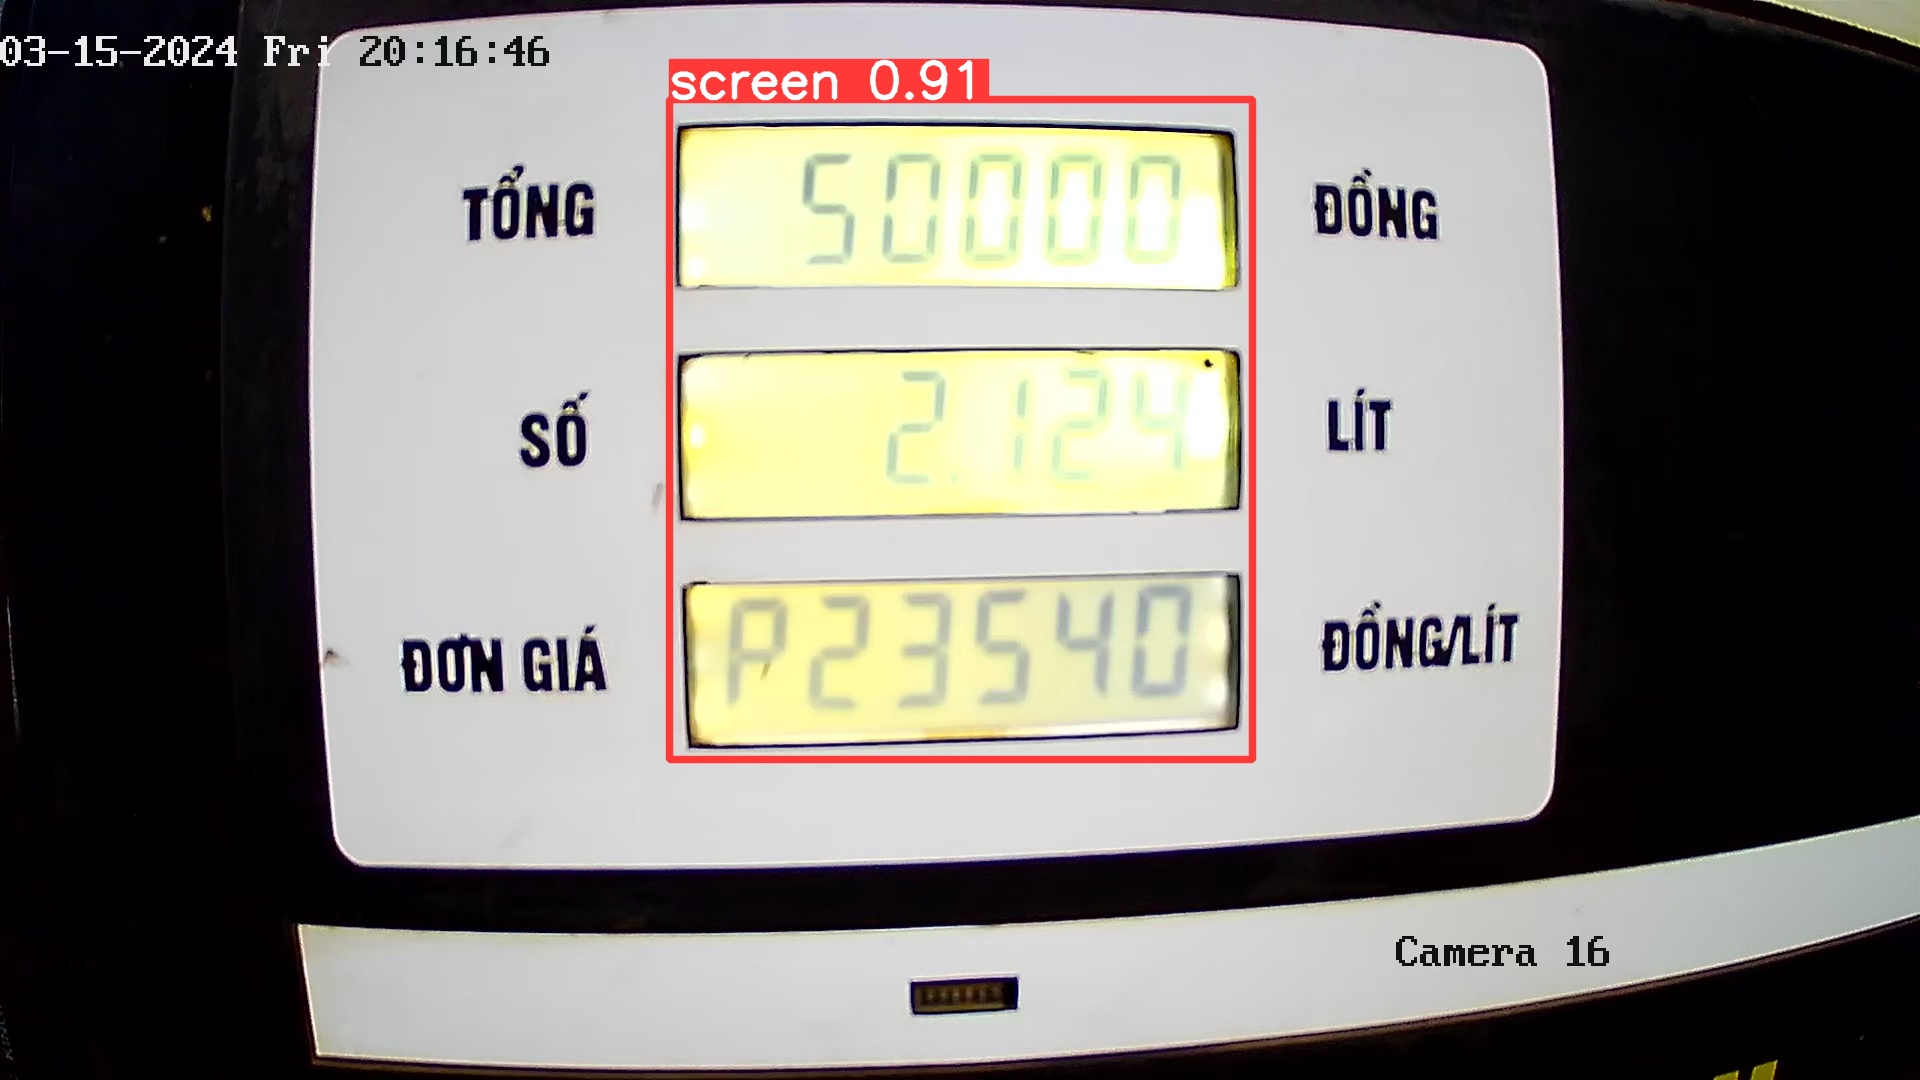 03-15-2024 Fri 20:16:46
screen 0.91
TỔNG 50000 ĐỒNG
SỐ 2.124 LÍT
ĐƠN GIÁ P23540 ĐỒNG/LÍT
Camera 16